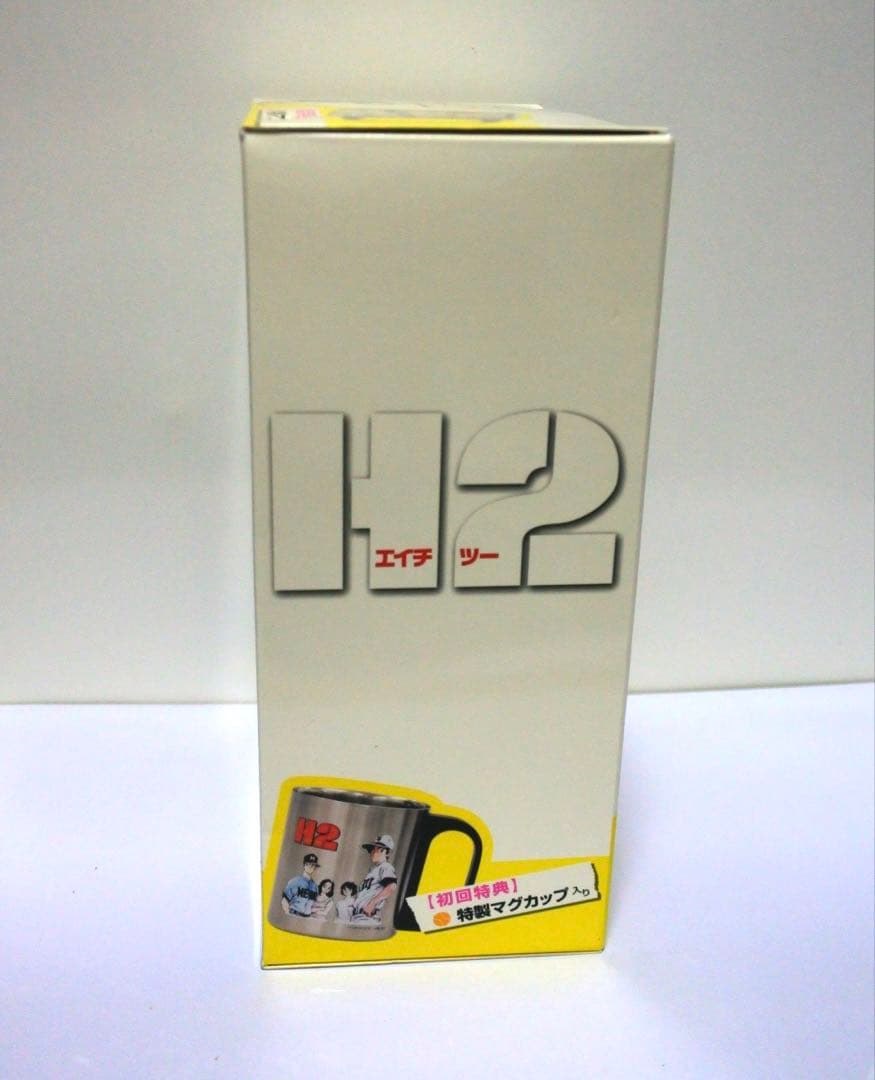 H2
エイチ ツー
H2
【初回特典】
特製マグカップ入り